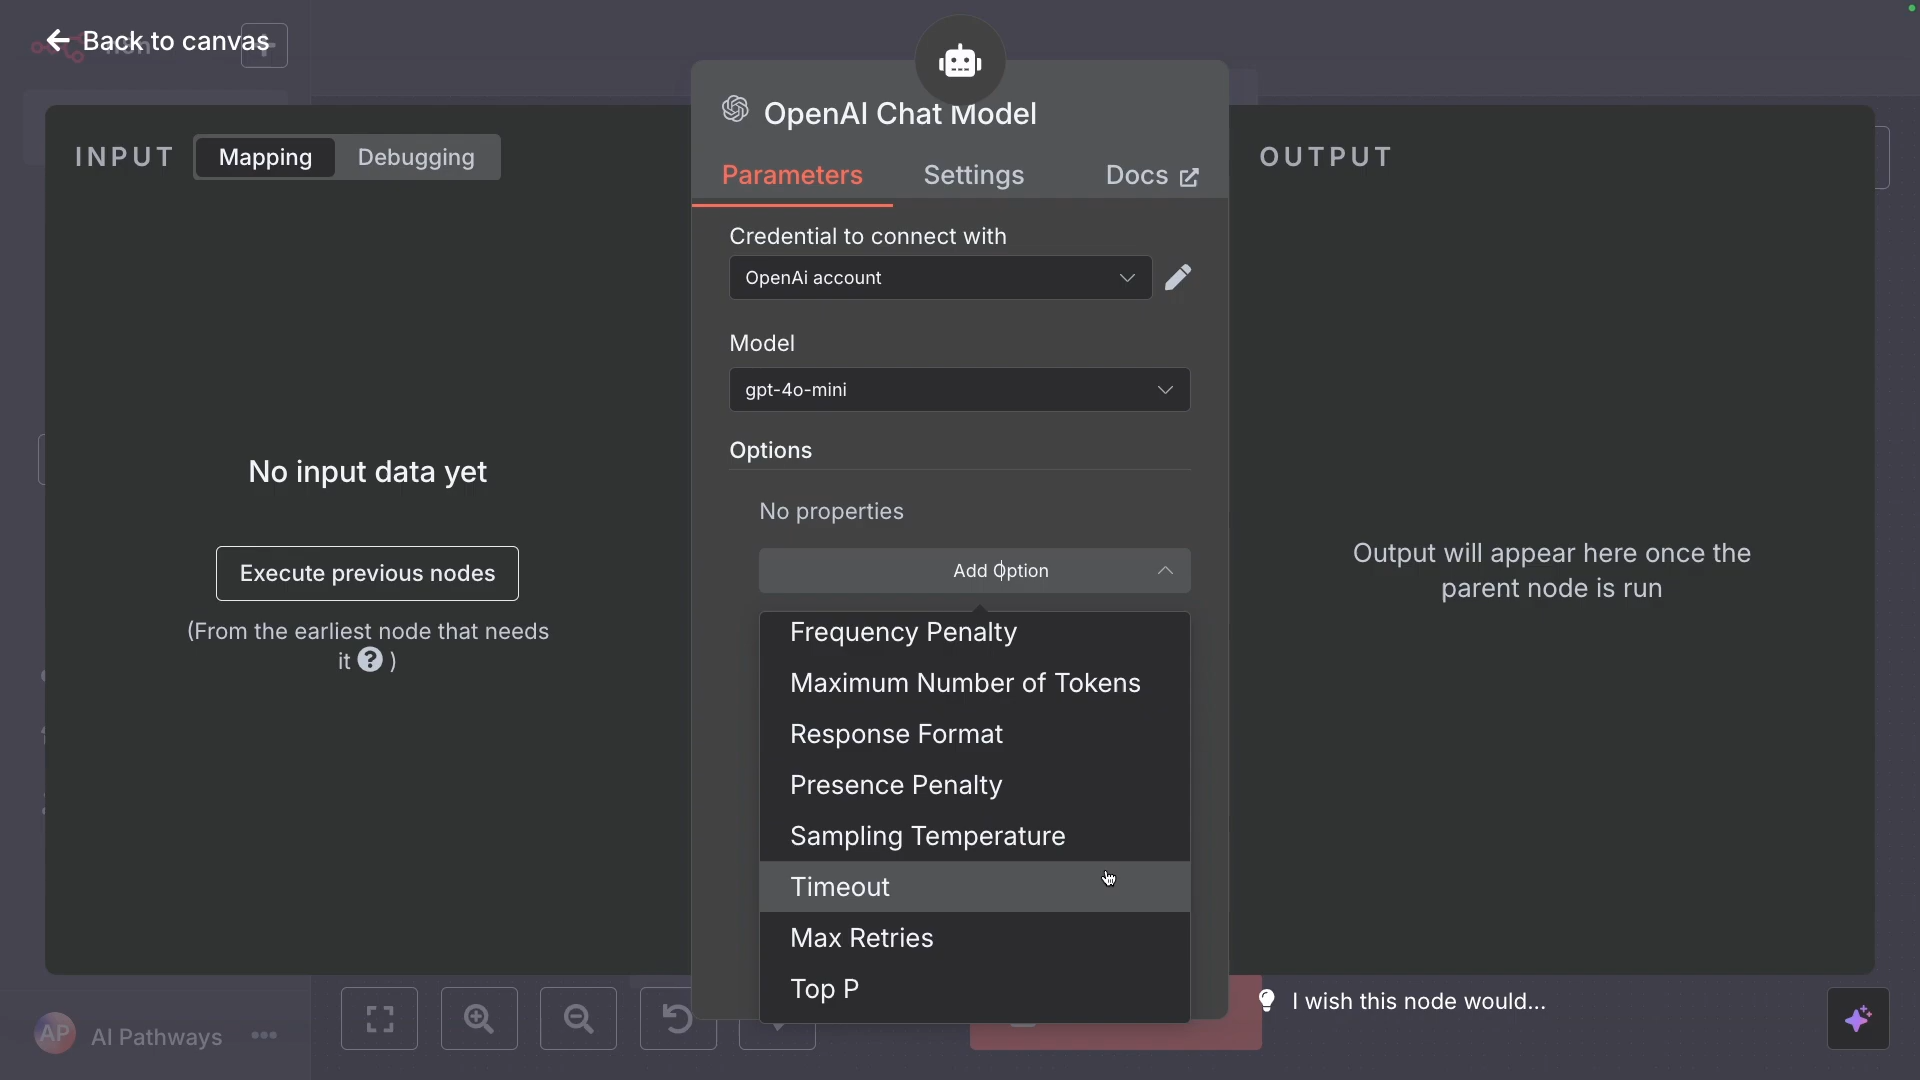 Back to canvas
INPUT
Mapping
Debugging
OpenAI Chat Model
Parameters
Settings
Docs
OUTPUT
Credential to connect with
OpenAi account
Model
gpt-4o-mini
Options
No properties
Add Option
Frequency Penalty
Maximum Number of Tokens
Response Format
Presence Penalty
Sampling Temperature
Timeout
Max Retries
Top P
No input data yet
Execute previous nodes
(From the earliest node that needs
it ? )
Output will appear here once the
parent node is run
I wish this node would...
AP
AI Pathways